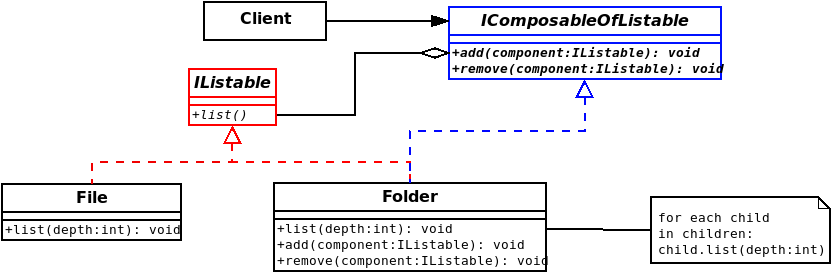 Client
IComposableOfListable
+add(component:IListable): void
+remove(component:IListable): void
IListable
+list()
File
+list(depth:int): void
Folder
+list(depth:int): void
+add(component:IListable): void
+remove(component:IListable): void
for each child
in children:
child.list(depth:int)